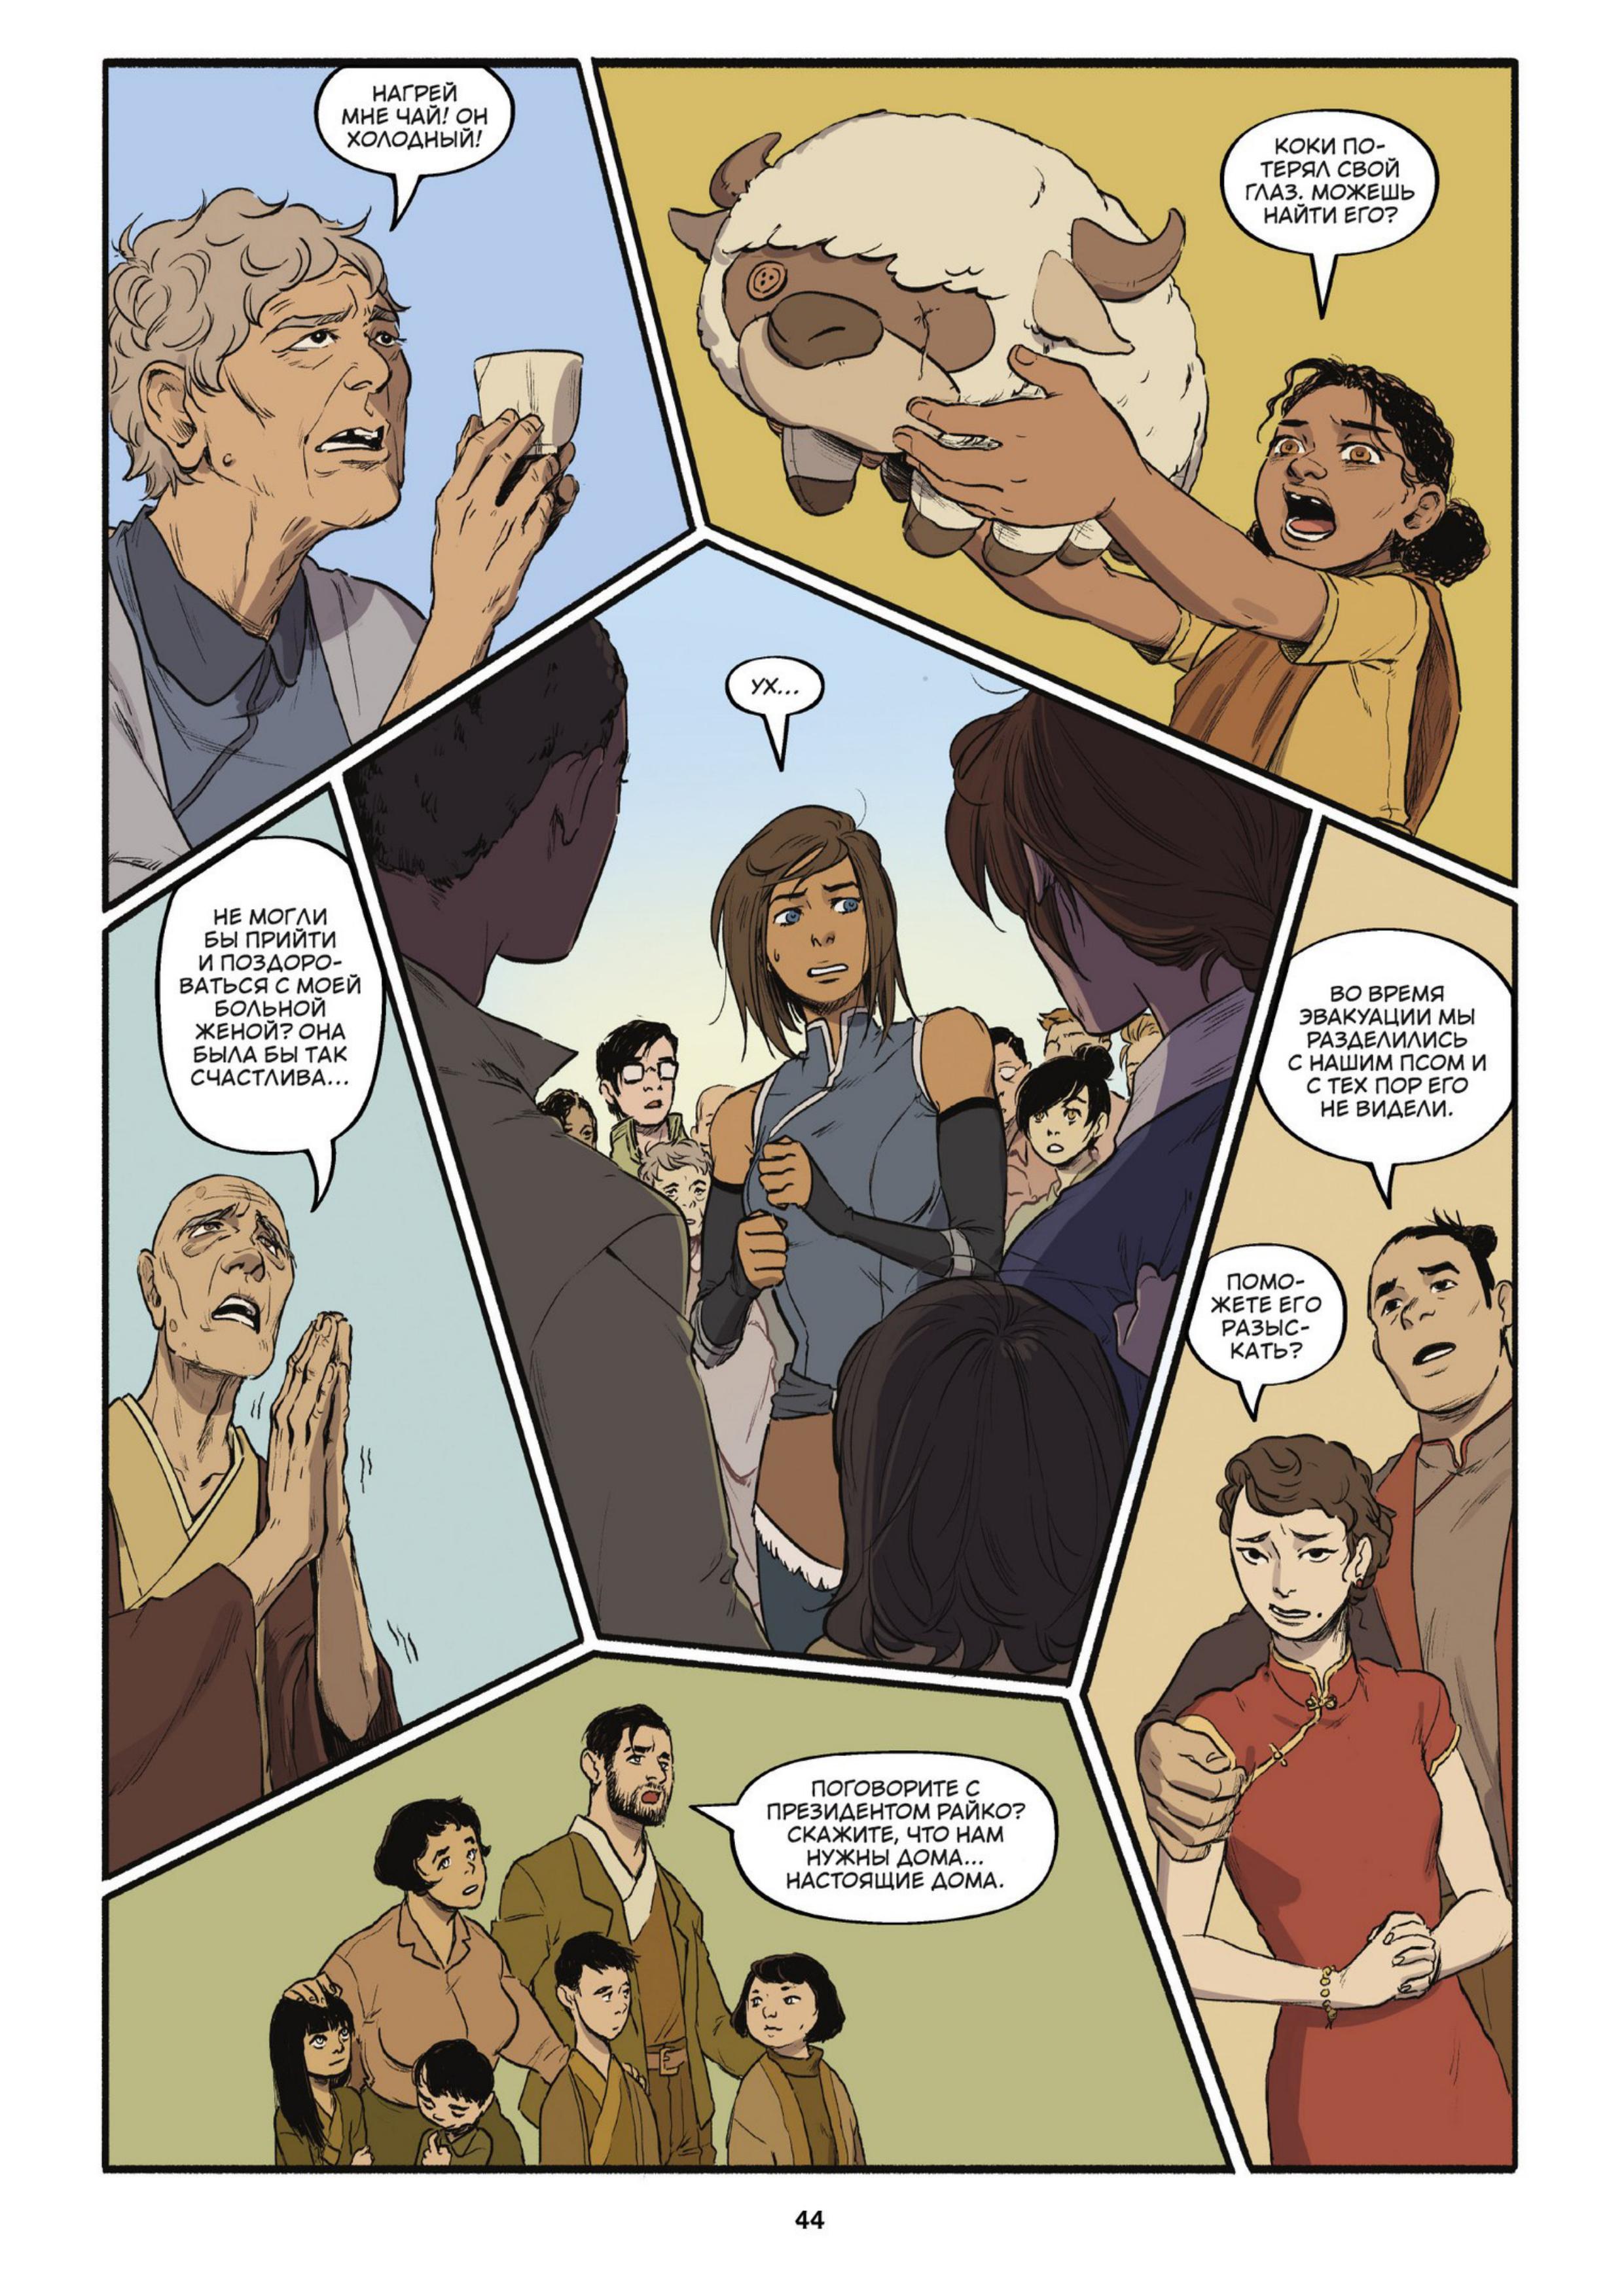 НАГРЕЙ
МНЕ ЧАЙ! ОН
ХОЛОДНЫЙ!
КОКИ ПО-
ТЕРЯЛ СВОЙ
ГЛАЗ. МОЖЕШЬ
НАЙТИ ЕГО?
УХ...
НЕ МОГЛИ
БЫ ПРИЙТИ
И ПОЗДОРО-
ВАТЬСЯ С МОЕЙ
БОЛЬНОЙ
ЖЕНОЙ? ОНА
БЫЛА БЫ ТАК
СЧАСТЛИВА...
ВО ВРЕМЯ
ЭВАКУАЦИИ МЫ
РАЗДЕЛИЛИСЬ
С НАШИМ ПСОМ И
С ТЕХ ПОР ЕГО
НЕ ВИДЕЛИ.
ПОМО-
ЖЕТЕ ЕГО
РАЗЫС-
КАТЬ?
ПОГОВОРИТЕ С
ПРЕЗИДЕНТОМ РАЙКО?
СКАЖИТЕ, ЧТО НАМ
НУЖНЫ ДОМА...
НАСТОЯЩИЕ ДОМА.
44